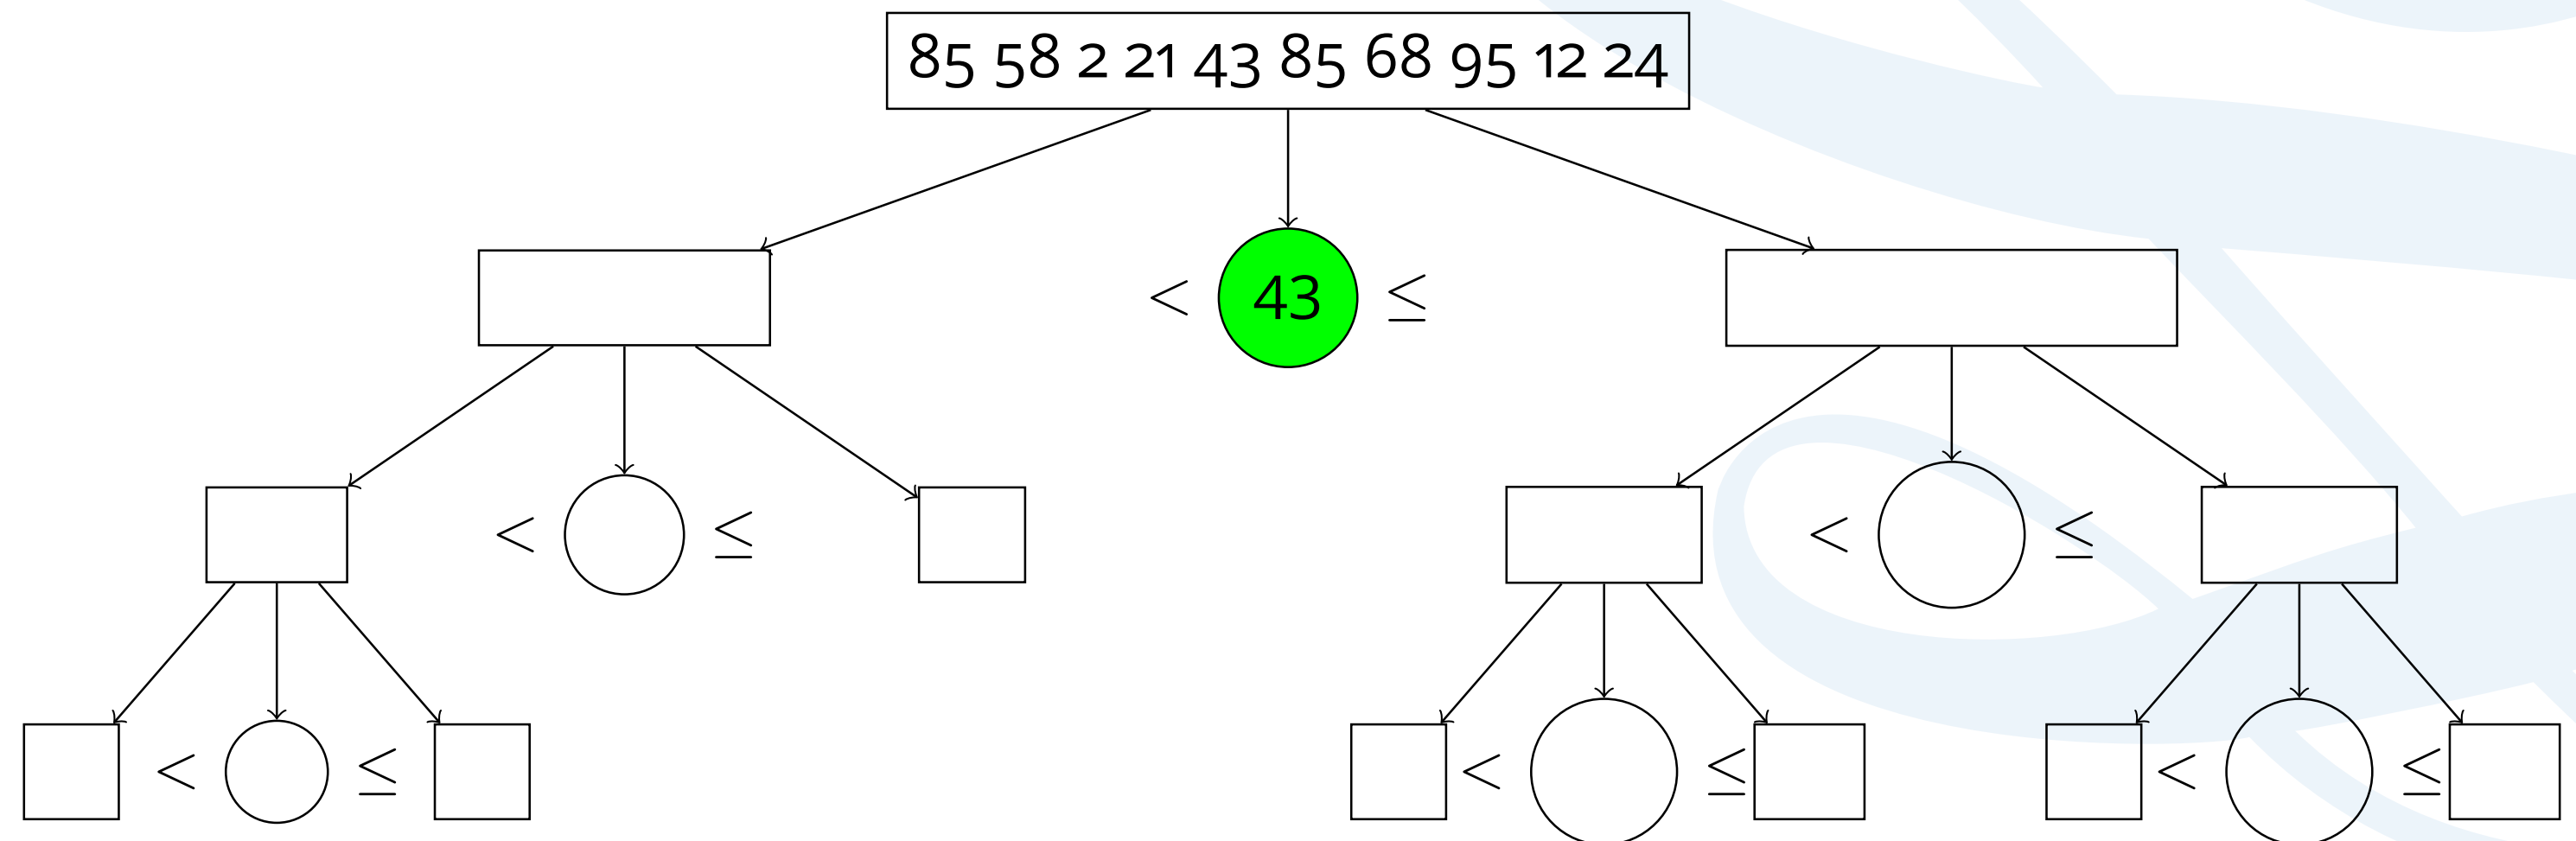 85 58 2 21 43 85 68 95 12 24
< 43 ≤
< ≤ < ≤
< ≤ < ≤ < ≤